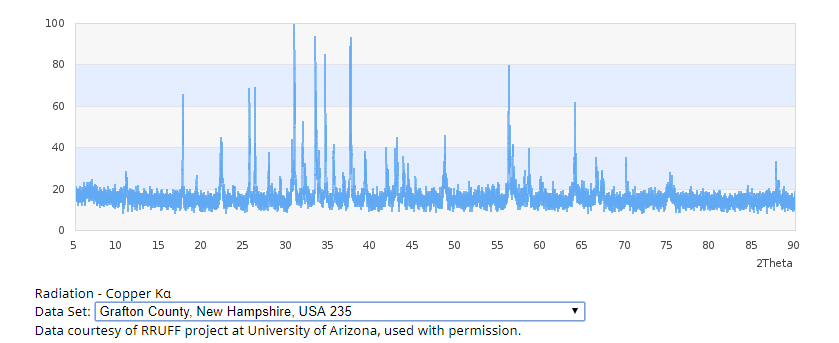 100
80
60
40
20
0
5 10 15 20 25 30 35 40 45 50 55 60 65 70 75 80 85 90
2Theta
Radiation - Copper Kα
Data Set: Grafton County, New Hampshire, USA 235
Data courtesy of RRUFF project at University of Arizona, used with permission.